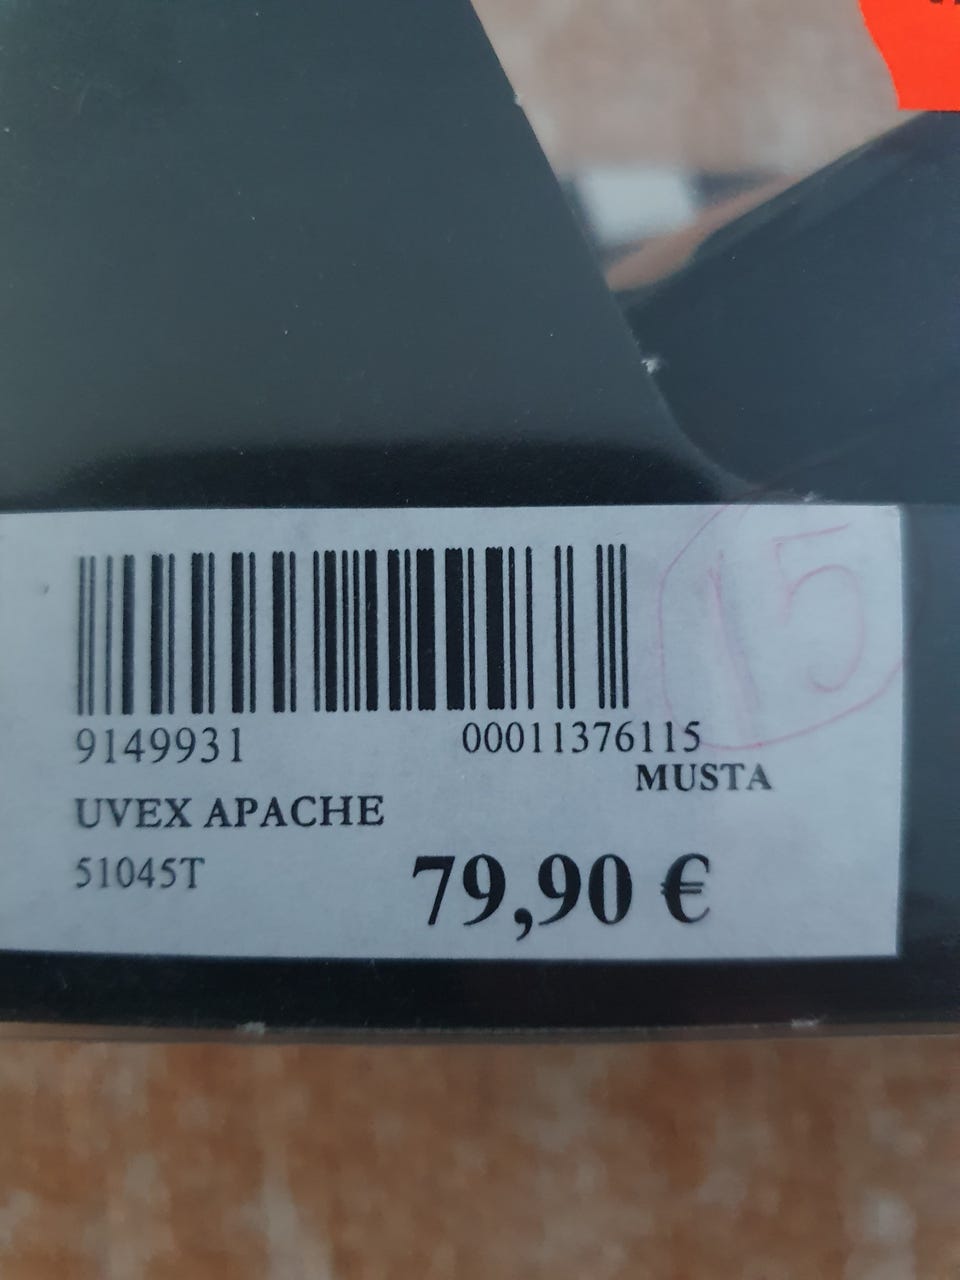 15
9149931 00011376115
MUSTA
UVEX APACHE
51045T 79,90 €